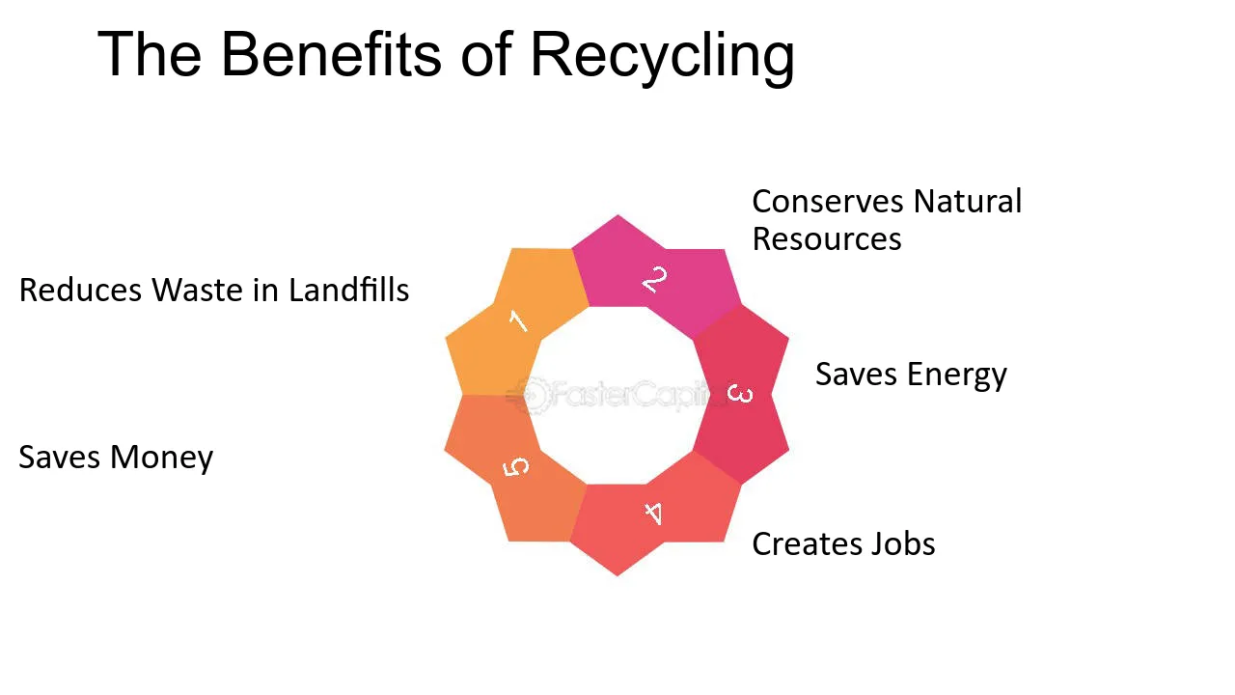 The Benefits of Recycling
Conserves Natural
Resources
Reduces Waste in Landfills
Saves Energy
Saves Money
Creates Jobs
1
2
3
4
5